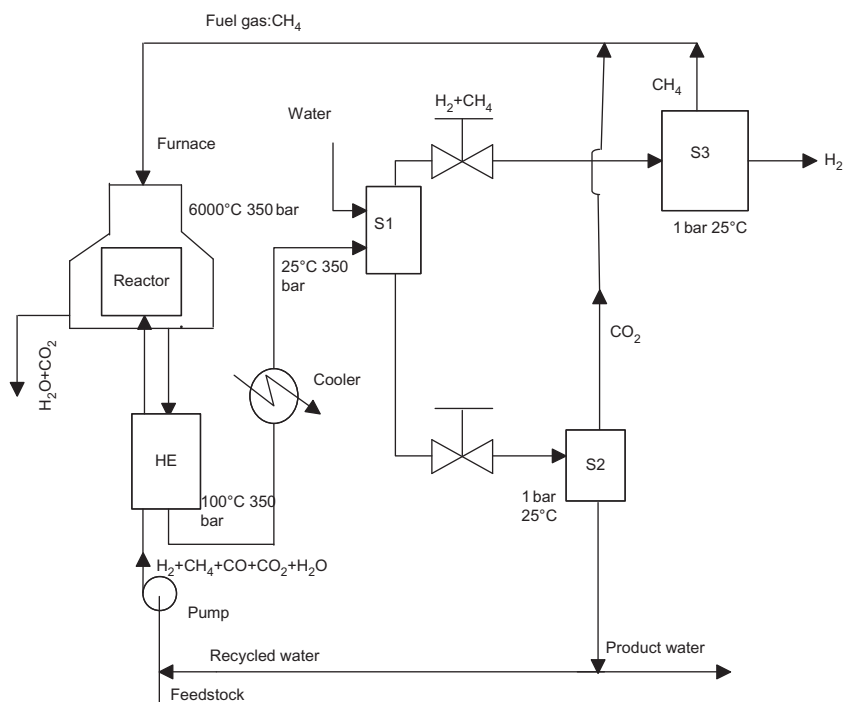 Fuel gas:CH4
CH4
H2+CH4
Water
Furnace
S3
H2
6000°C 350 bar
S1
1 bar 25°C
25°C 350
bar
Reactor
H2O+CO2
CO2
Cooler
HE
S2
100°C 350
bar
1 bar
25°C
H2+CH4+CO+CO2+H2O
Pump
Recycled water
Product water
Feedstock